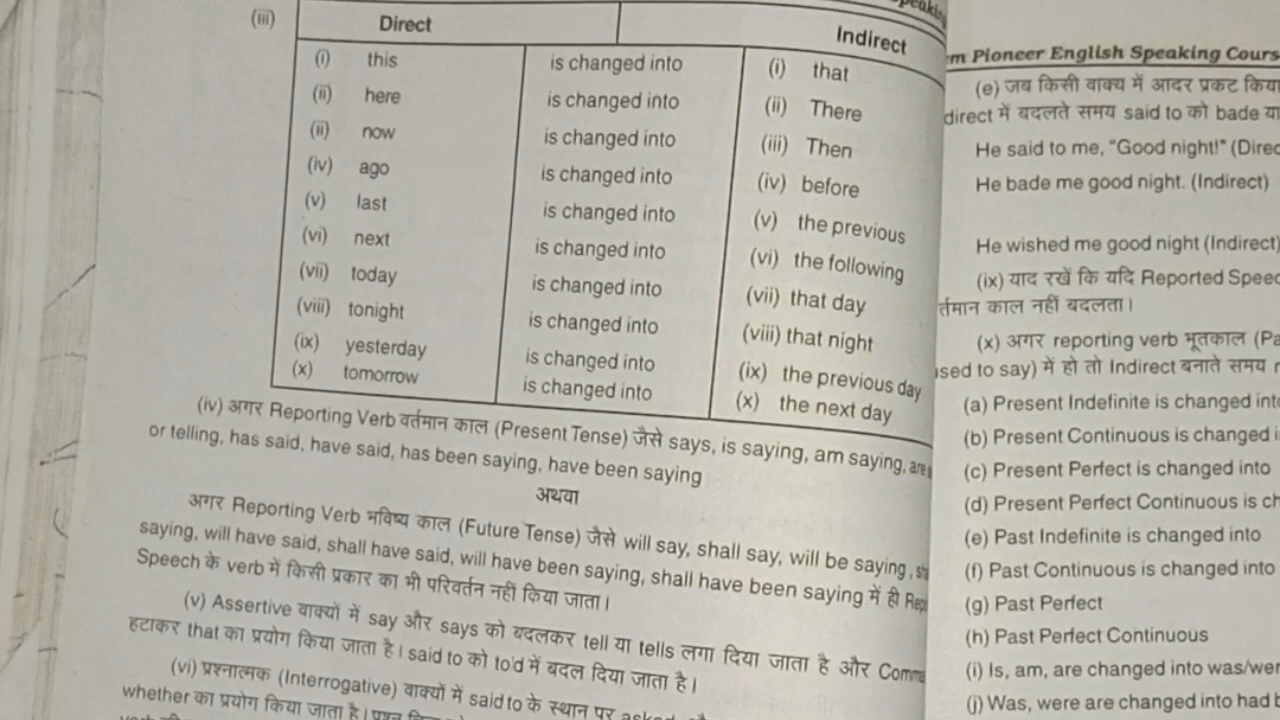 (iii)
Direct Indirect
(i) this is changed into (i) that
(ii) here is changed into (ii) There
(ii) now is changed into (iii) Then
(iv) ago is changed into (iv) before
(v) last is changed into (v) the previous
(vi) next is changed into (vi) the following
(vii) today is changed into (vii) that day
(viii) tonight is changed into (viii) that night
(ix) yesterday is changed into (ix) the previous day
(x) tomorrow is changed into (x) the next day
(iv) अगर Reporting Verb वर्तमान काल (Present Tense) जैसे says, is saying, am saying, are
or telling, has said, have said, has been saying, have been saying
अथवा
अगर Reporting Verb भविष्य काल (Future Tense) जैसे will say, shall say, will be saying,
saying, will have said, shall have said, will have been saying, shall have been saying में ही
Speech के verb में किसी प्रकार का भी परिवर्तन नहीं किया जाता।
(v) Assertive वाक्यों में say और says को बदलकर tell या tells लगा दिया जाता है और
हटाकर that का प्रयोग किया जाता है। said to को to'd में बदल दिया जाता है।
(vi) प्रश्नात्मक (Interrogative) वाक्यों में said to के स्थान पर
whether का प्रयोग किया जाता है।
Pioneer English Speaking
(e) जब किसी वाक्य में आदर प्रकट किया
direct में बदलते समय said to को bade या
He said to me, "Good night!"
He bade me good night. (Indirect)
He wished me good night (Indirect)
(ix) याद रखें कि यदि Reported
काल नहीं बदलता।
(x) अगर reporting verb भूतकाल
to say) में हो तो Indirect बनाते समय
(a) Present Indefinite is changed
(b) Present Continuous is changed
(c) Present Perfect is changed into
(d) Present Perfect Continuous is
(e) Past Indefinite is changed into
(f) Past Continuous is changed into
(g) Past Perfect
(h) Past Perfect Continuous
(i) Is, am, are changed into
(j) Was, were are changed into had